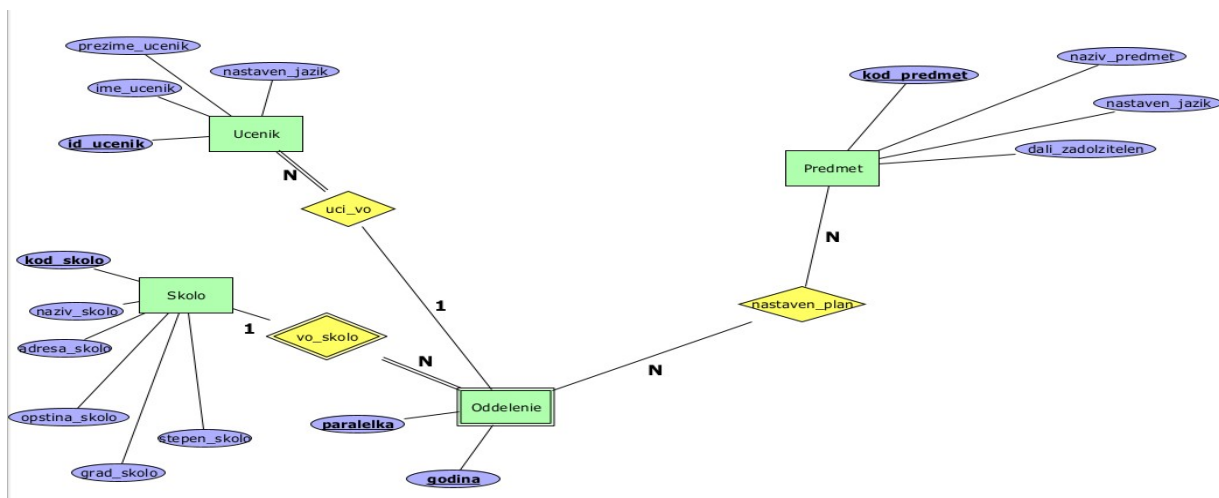 prezime_ucenik
naziv_predmet
nastaven_jazik
kod_predmet
ime_ucenik
nastaven_jazik
Ucenik
id_ucenik
dali_zadolzitelen
Predmet
N
uci_vo
N
kod_skolo
Skolo
naziv_skolo
1
nastaven_plan
1
vo_skolo
adresa_skolo
N
N
Oddelenie
opstina_skolo
paralelka
stepen_skolo
grad_skolo
godina